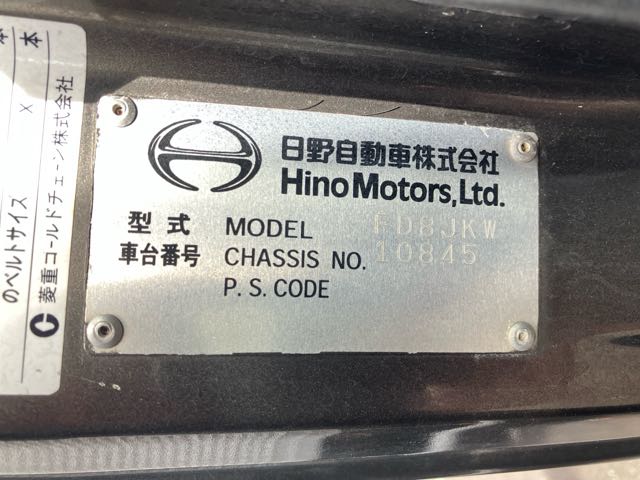 日野自動車株式会社
Hino Motors, Ltd.
型式 MODEL FD8JKW
車台番号 CHASSIS NO. 10845
P. S. CODE
本
本
×
のベルトサイズ
菱重コールドチェーン株式会社